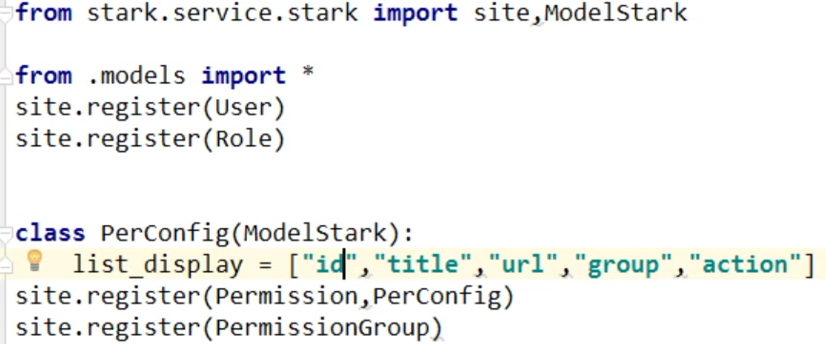 from stark.service.stark import site,ModelStark
from .models import *
site.register(User)
site.register(Role)
class PerConfig(ModelStark):
list_display = ["id","title","url","group","action"]
site.register(Permission,PerConfig)
site.register(PermissionGroup)